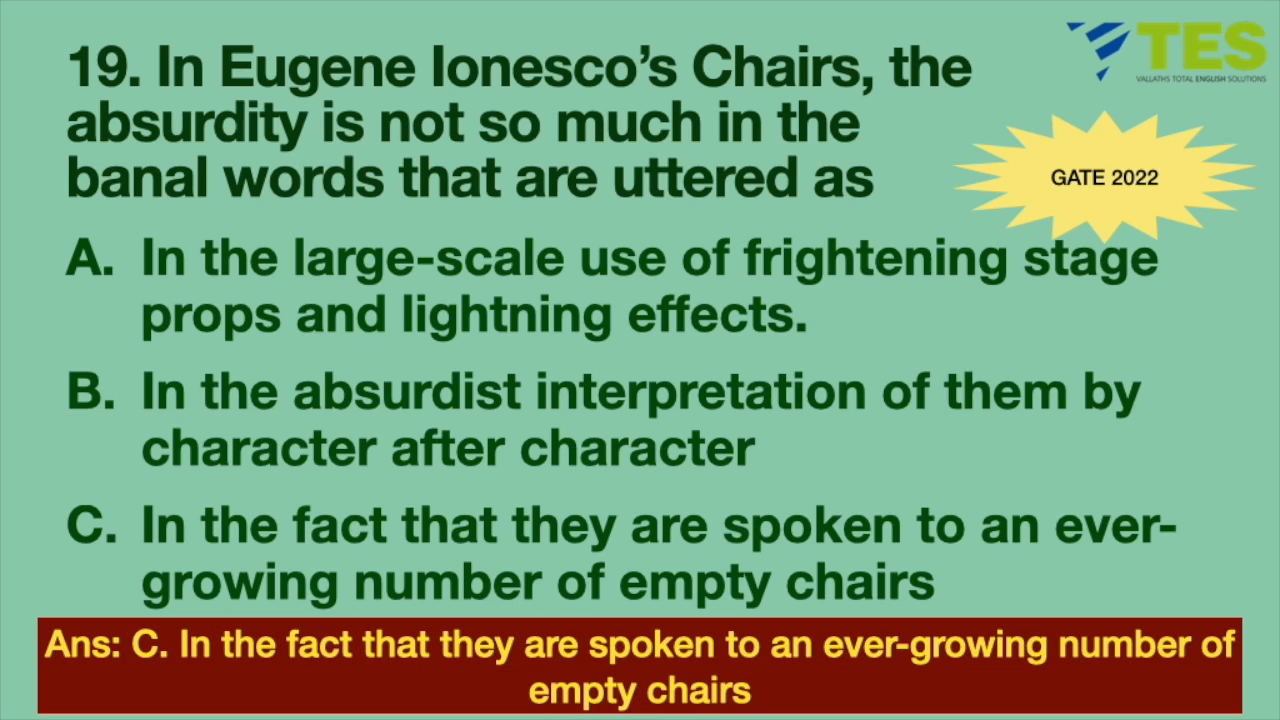 19. In Eugene Ionesco’s Chairs, the
absurdity is not so much in the
banal words that are uttered as
TES
VALLATHS TOTAL ENGLISH SOLUTIONS
GATE 2022
A. In the large-scale use of frightening stage
props and lightning effects.
B. In the absurdist interpretation of them by
character after character
C. In the fact that they are spoken to an ever-
growing number of empty chairs
Ans: C. In the fact that they are spoken to an ever-growing number of
empty chairs